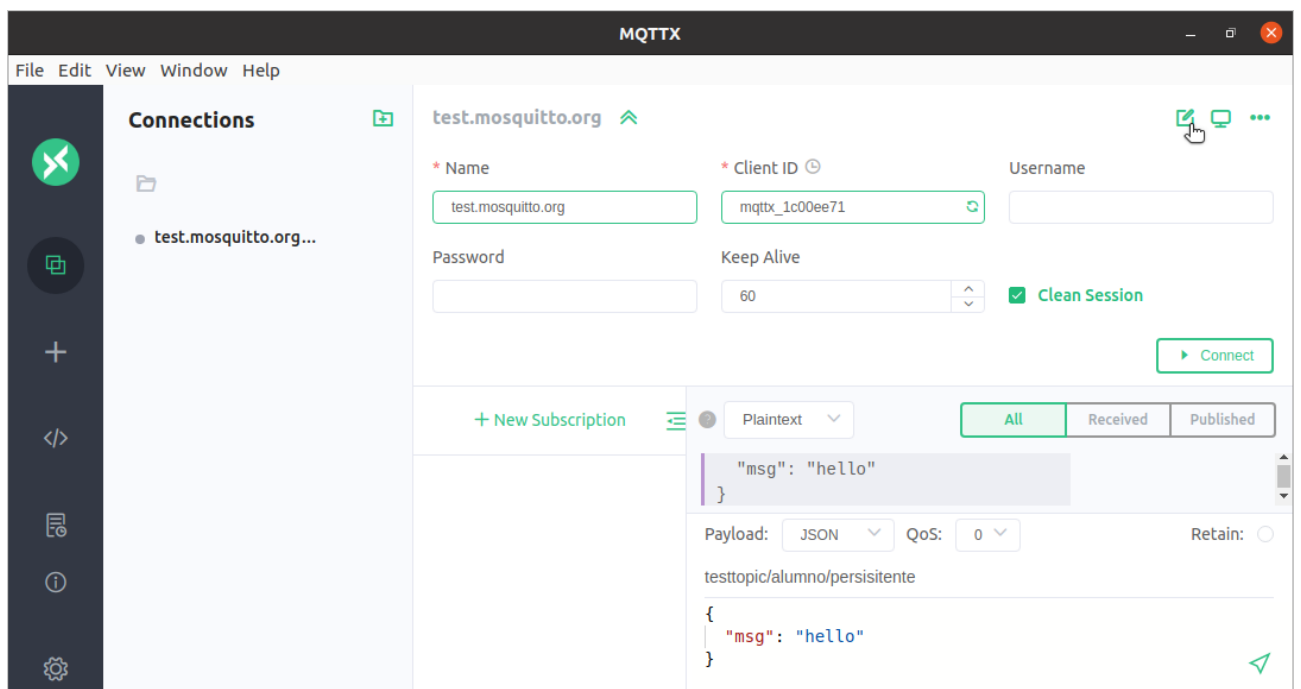 MQTTX
File Edit View Window Help
Connections
test.mosquitto.org...
test.mosquitto.org
* Name
* Client ID
Username
test.mosquitto.org
mqttx_1c00ee71
Password
Keep Alive
60
Clean Session
Connect
+ New Subscription
? Plaintext
All
Received
Published
"msg": "hello"
}
Payload: JSON QoS: 0 Retain:
testtopic/alumno/persisitente
{
"msg": "hello"
}